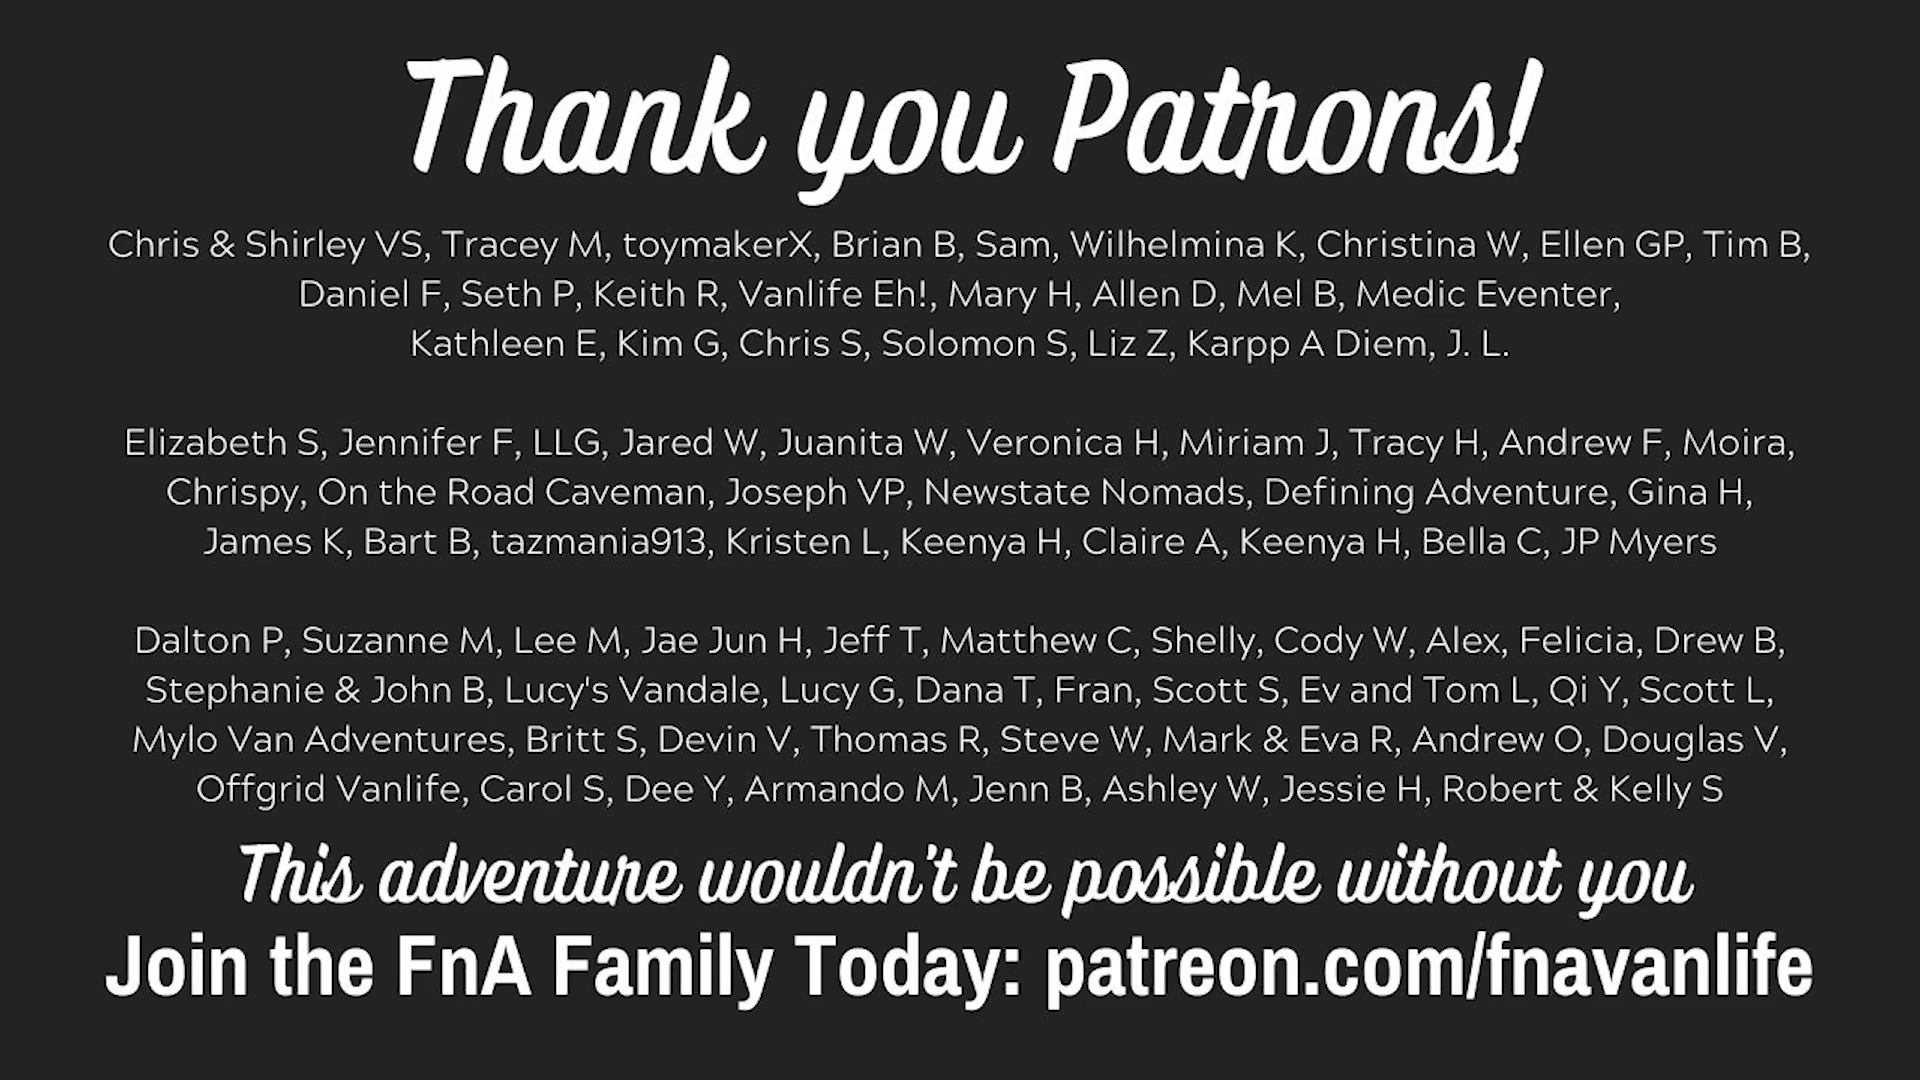 Thank you Patrons!
Chris & Shirley VS, Tracey M, toymakerX, Brian B, Sam, Wilhelmina K, Christina W, Ellen GP, Tim B,
Daniel F, Seth P, Keith R, Vanlife Eh!, Mary H, Allen D, Mel B, Medic Eventer,
Kathleen E, Kim G, Chris S, Solomon S, Liz Z, Karpp A Diem, J. L.
Elizabeth S, Jennifer F, LLG, Jared W, Juanita W, Veronica H, Miriam J, Tracy H, Andrew F, Moira,
Chrispy, On the Road Caveman, Joseph VP, Newstate Nomads, Defining Adventure, Gina H,
James K, Bart B, tazmania913, Kristen L, Keenya H, Claire A, Keenya H, Bella C, JP Myers
Dalton P, Suzanne M, Lee M, Jae Jun H, Jeff T, Matthew C, Shelly, Cody W, Alex, Felicia, Drew B,
Stephanie & John B, Lucy's Vandale, Lucy G, Dana T, Fran, Scott S, Ev and Tom L, Qi Y, Scott L,
Mylo Van Adventures, Britt S, Devin V, Thomas R, Steve W, Mark & Eva R, Andrew O, Douglas V,
Offgrid Vanlife, Carol S, Dee Y, Armando M, Jenn B, Ashley W, Jessie H, Robert & Kelly S
This adventure wouldn't be possible without you
Join the FnA Family Today: patreon.com/fnavanlife